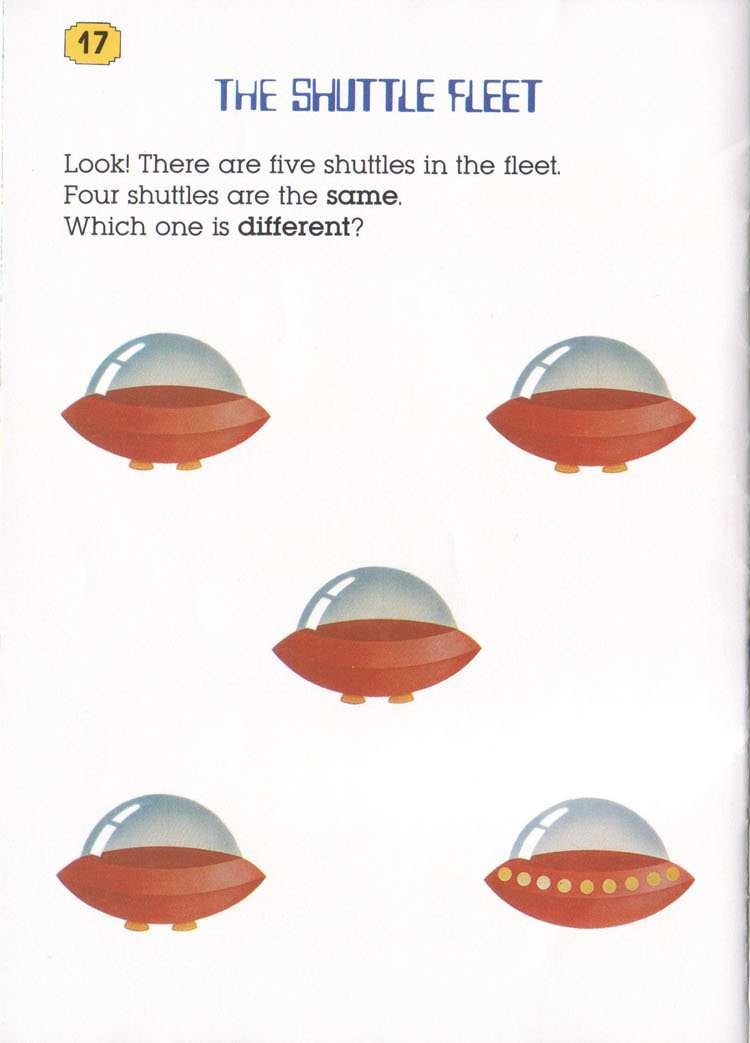 17
THE SHUTTLE FLEET
Look! There are five shuttles in the fleet.
Four shuttles are the same.
Which one is different?